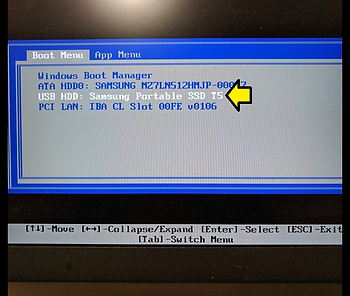 Boot Menu App Menu
Windows Boot Manager
ATA HDD0: SAMSUNG MZ7LN512HMJP-00
USB HDD: Samsung Portable SSD T5
PCI LAN: IBA CL Slot 00FE v0106
[↑↓]-Move [←→]-Collapse/Expand [Enter]-Select [ESC]-Exit
[Tab]-Switch Menu